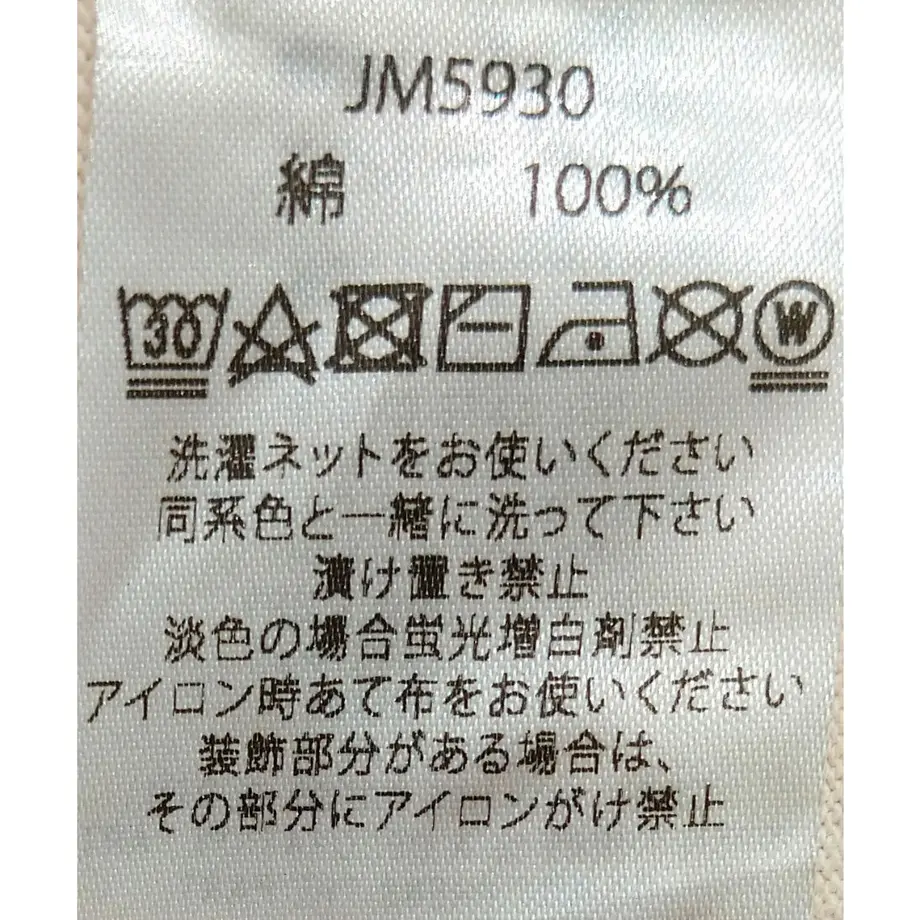 JM5930
綿 100%
30 W
洗濯ネットをお使いください
同系色と一緒に洗って下さい
漬け置き禁止
淡色の場合蛍光増白剤禁止
アイロン時あて布をお使いください
装飾部分がある場合は、
その部分にアイロンがけ禁止